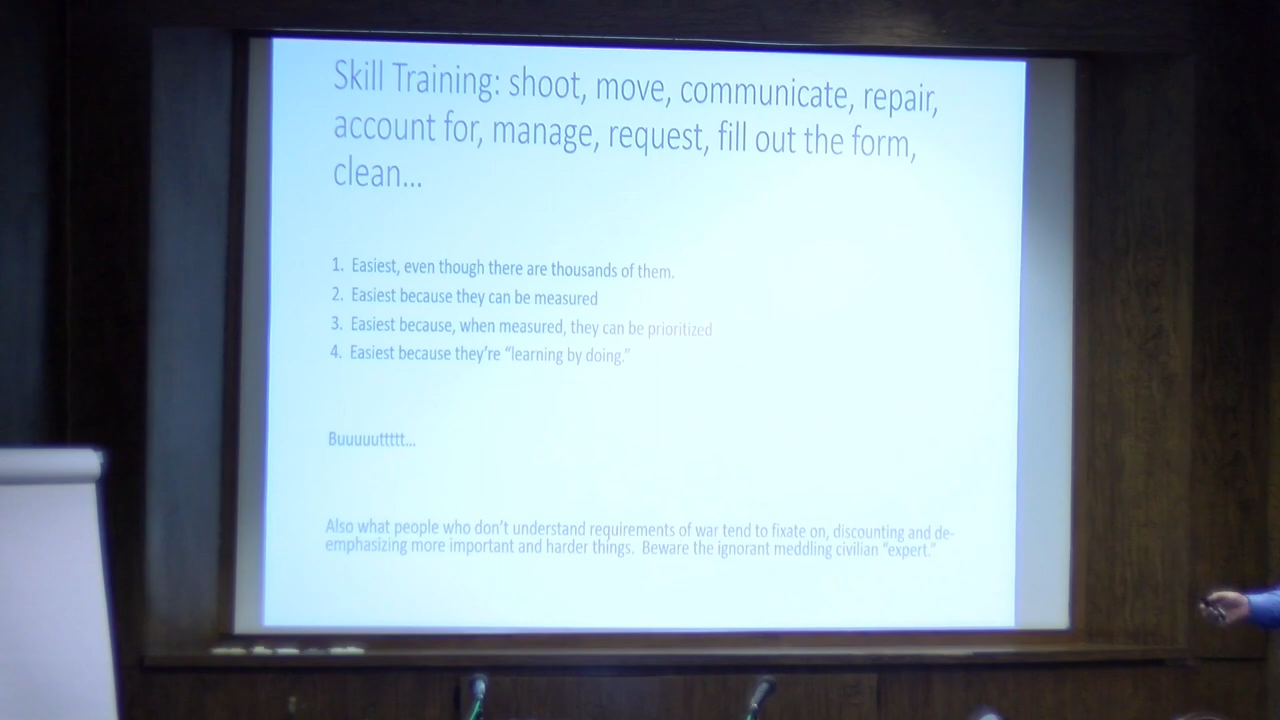 Skill Training: shoot, move, communicate, repair,
account for, manage, request, fill out the form,
clean...
1. Easiest, even though there are thousands of them.
2. Easiest because they can be measured
3. Easiest because, when measured, they can be prioritized
4. Easiest because they're “learning by doing.”
Buuuuuttttt...
Also what people who don't understand requirements of war tend to fixate on, discounting and de-
emphasizing more important and harder things. Beware the ignorant meddling civilian “expert.”